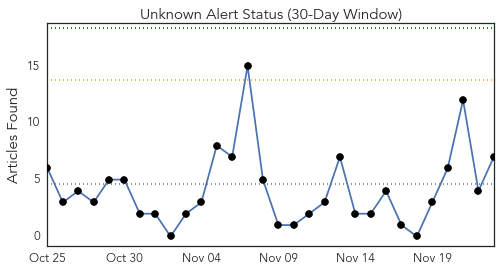 Unknown Alert Status (30-Day Window)
Articles Found
15
10
5
0
Oct 25 Oct 30 Nov 04 Nov 09 Nov 14 Nov 19